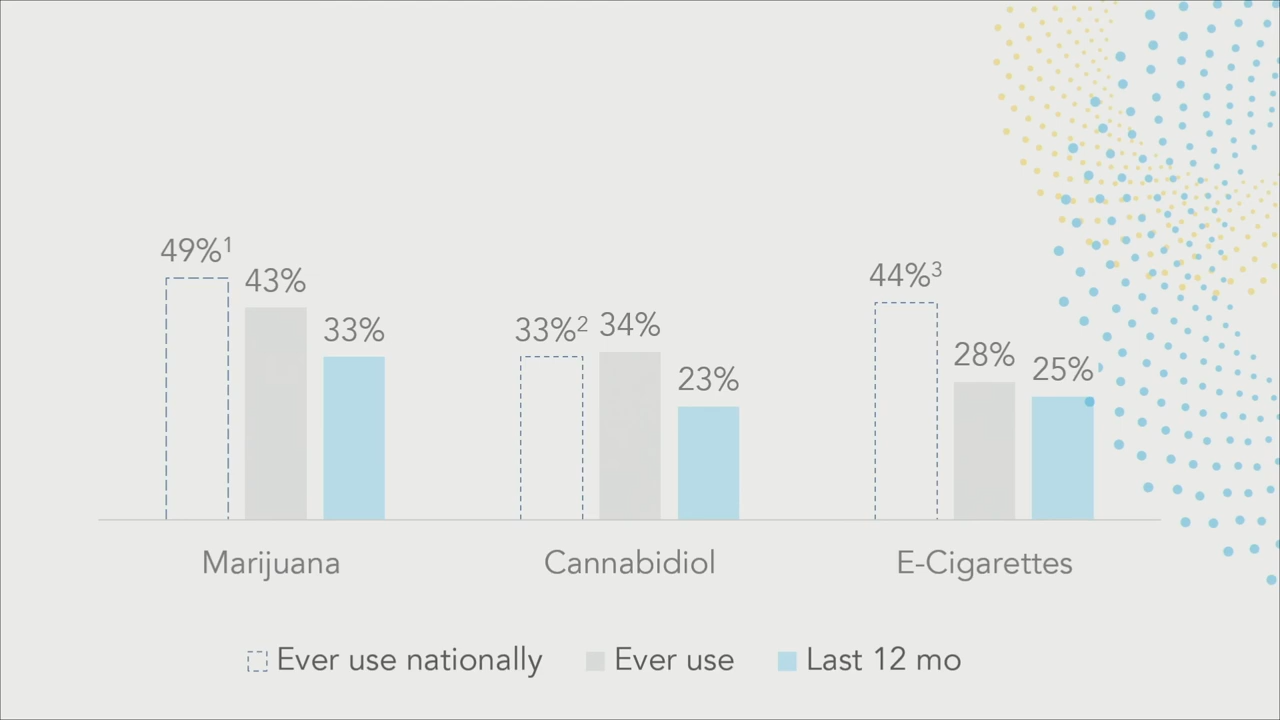 49%¹ 43% 33%
33%² 34% 23%
44%³ 28% 25%
Marijuana Cannabidiol E-Cigarettes
Ever use nationally Ever use Last 12 mo